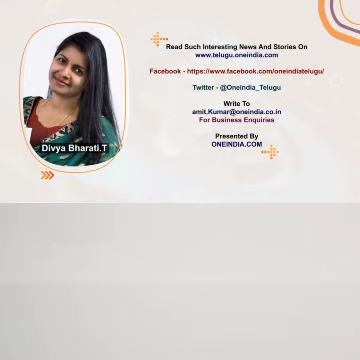 Read Such Interesting News And Stories On
www.telugu.oneindia.com
Facebook - https://www.facebook.com/oneindiatelugu/
Twitter - @Oneindia_Telugu
Write To
amit.Kumar@oneindia.co.in
For Business Enquiries
Presented By
ONEINDIA.COM
Divya Bharati.T